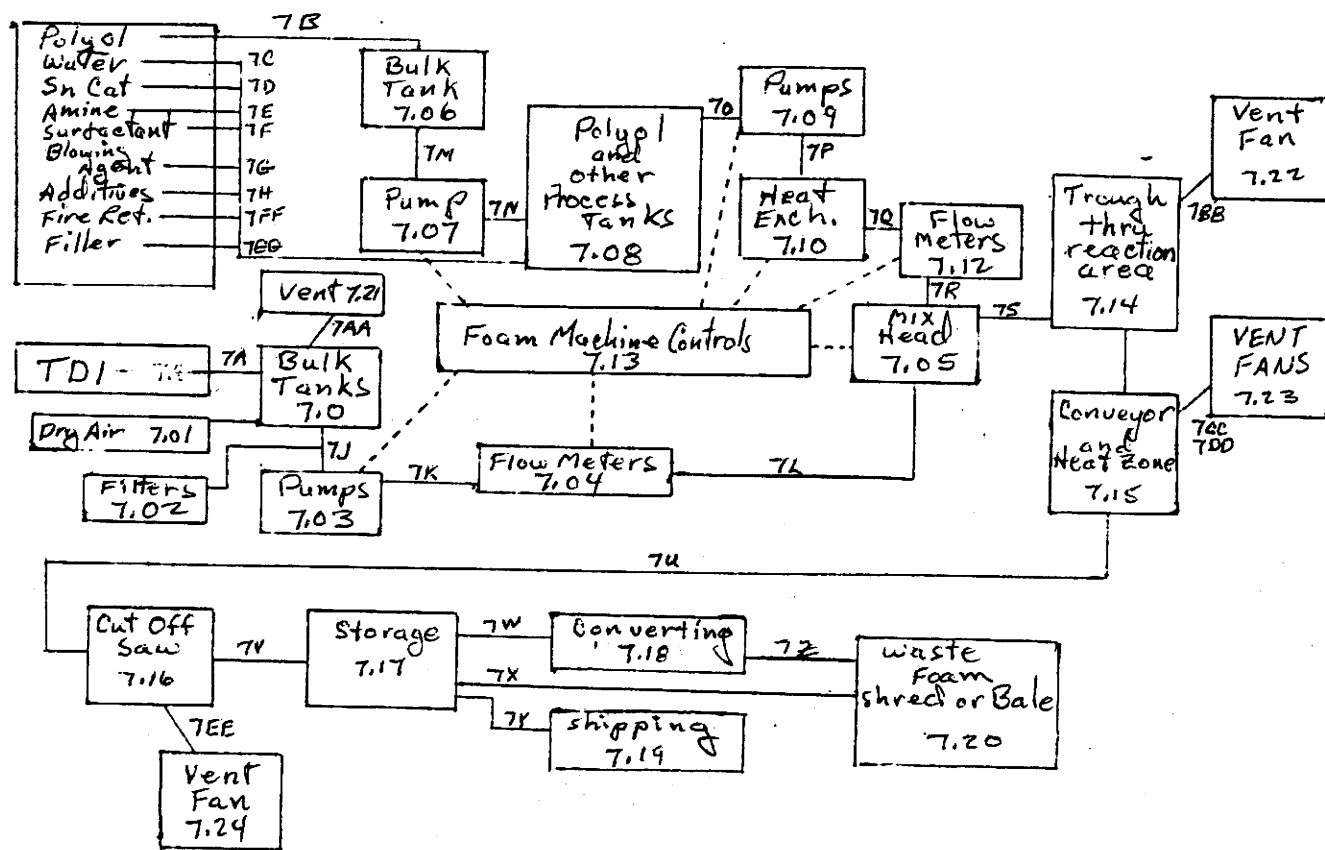 7B
Polyol
Water
7C
Sn Cat
7D
Amine
7E
Surfactant
7F
Blowing
Agent
7G
Additives
7H
Fire Ret.
7FF
Filler
7GG
Bulk
Tank
7.06
7M
Pump
7.07
7N
Polyol
and
other
Process
Tanks
7.08
7O
Pumps
7.09
7P
Heat
Exch.
7.10
7Q
Flow
Meters
7.12
7R
Mix
Head
7.05
7S
Trough
thru
reaction
area
7.14
7BB
Vent
Fan
7.22
Vent 7.21
7AA
TDI
7A
Bulk
Tanks
7.0
Dry Air 7.01
7J
Filters
7.02
Pumps
7.03
7K
Flow Meters
7.04
7L
Foam Machine Controls
7.13
VENT
FANS
7.23
7CC
7DD
Conveyor
and
Heat Zone
7.15
7U
Cut Off
Saw
7.16
7V
Storage
7.17
7W
Converting
7.18
7Z
7X
Waste
Foam
Shred or Bale
7.20
7Y
Shipping
7.19
7EE
Vent
Fan
7.24